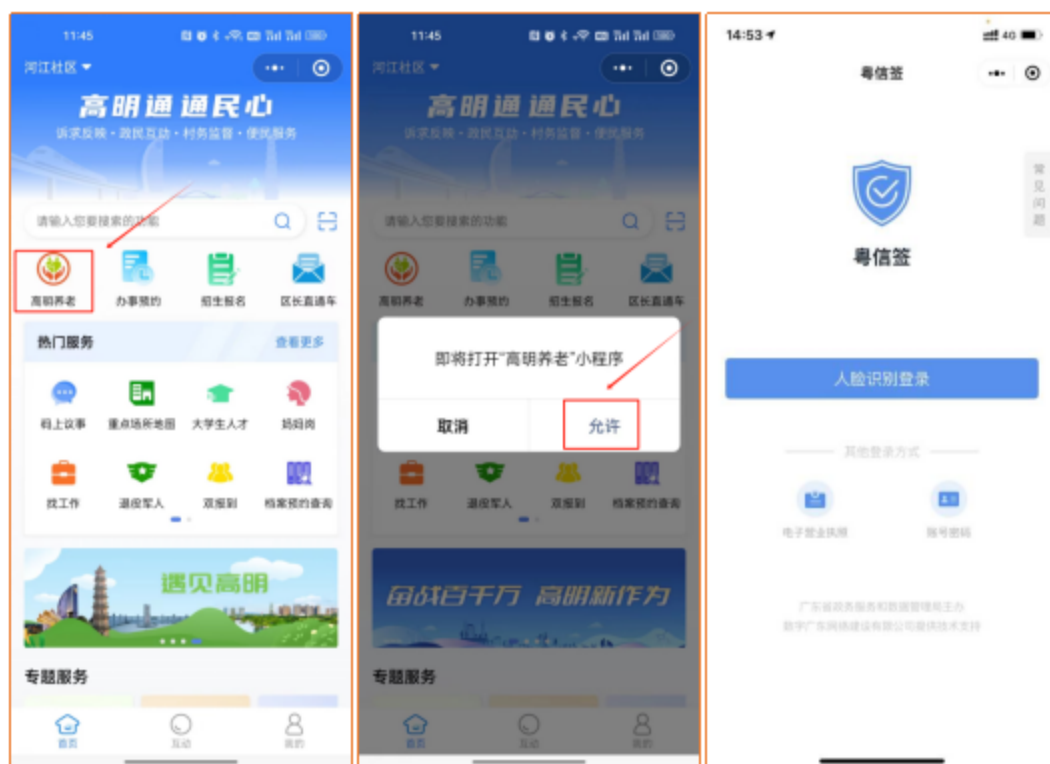 11:45
河江社区
高明通 通民心
诉求反映·政民互动·村务监督·便民服务
请输入您要搜索的功能
高明养老
办事预约
招生报名
区长直通车
热门服务
查看更多
码上议事
重点场所地图
大学生人才
妈妈岗
找工作
退役军人
双报到
档案预约查询
遇见高明
专题服务
首页
互动
我的
11:45
河江社区
高明通 通民心
诉求反映·政民互动·村务监督·便民服务
请输入您要搜索的功能
高明养老
办事预约
招生报名
区长直通车
即将打开“高明养老”小程序
取消
允许
找工作
退役军人
双报到
档案预约查询
奋战百千万 高明新作为
专题服务
首页
互动
我的
14:53
4G
粤信签
常见问题
粤信签
人脸识别登录
其他登录方式
电子营业执照
账号密码
广东省政务服务和数据管理局主办
数字广东网络建设有限公司提供技术支持